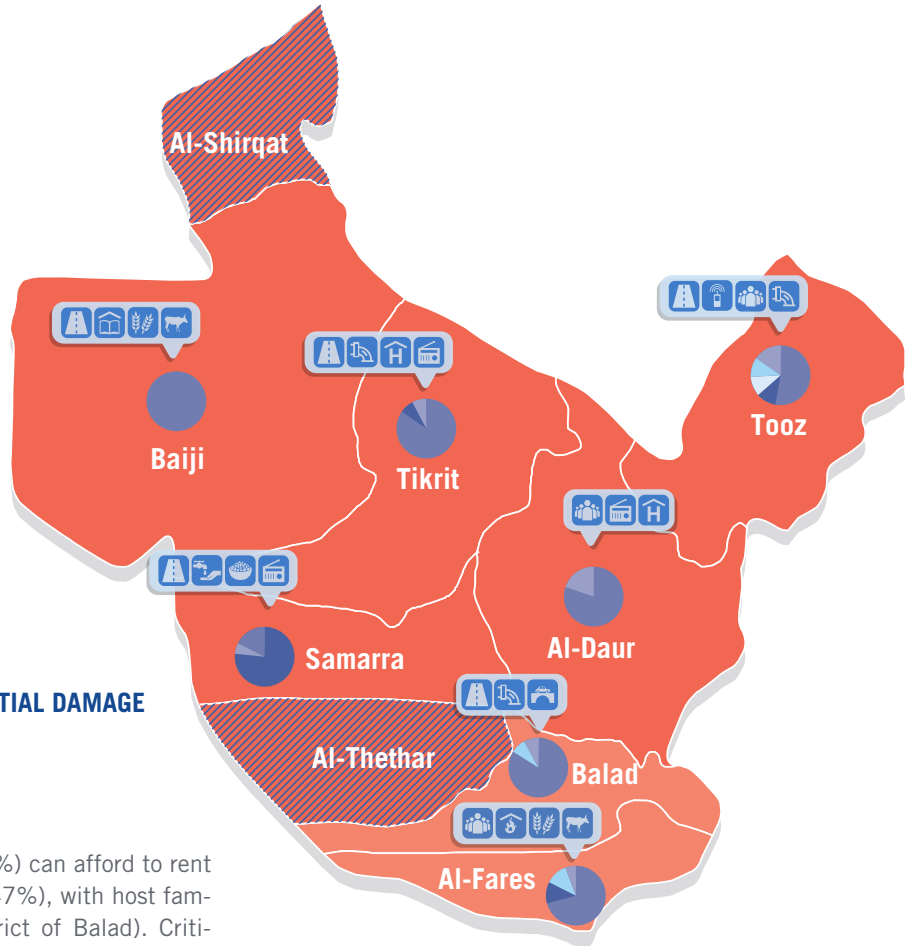 Al-Shirqat
Baiji
Tikrit
Tooz
Al-Daur
Samarra
TIAL DAMAGE
Al-Thethar
Balad
%) can afford to rent
47%), with host fam-
rict of Balad). Criti-
Al-Fares